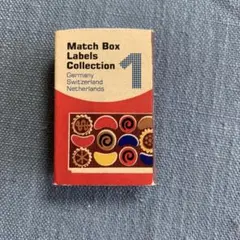 Match Box
Labels
Collection
1
Germany
Switzerland
Netherlands